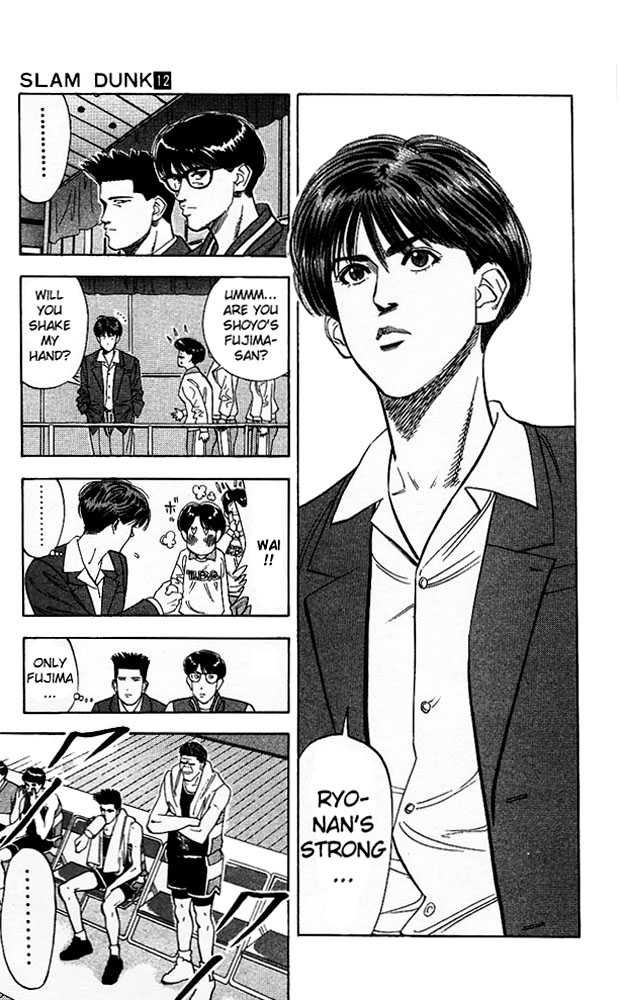 SLAM DUNK 12
RYO-
NAN'S
STRONG
...
.........
UMMM...
ARE YOU
SHOYO'S
FUJIMA-
SAN?
WILL
YOU
SHAKE
MY
HAND?
WAI
!!
ボ
.........
ONLY
FUJIMA
...
.........